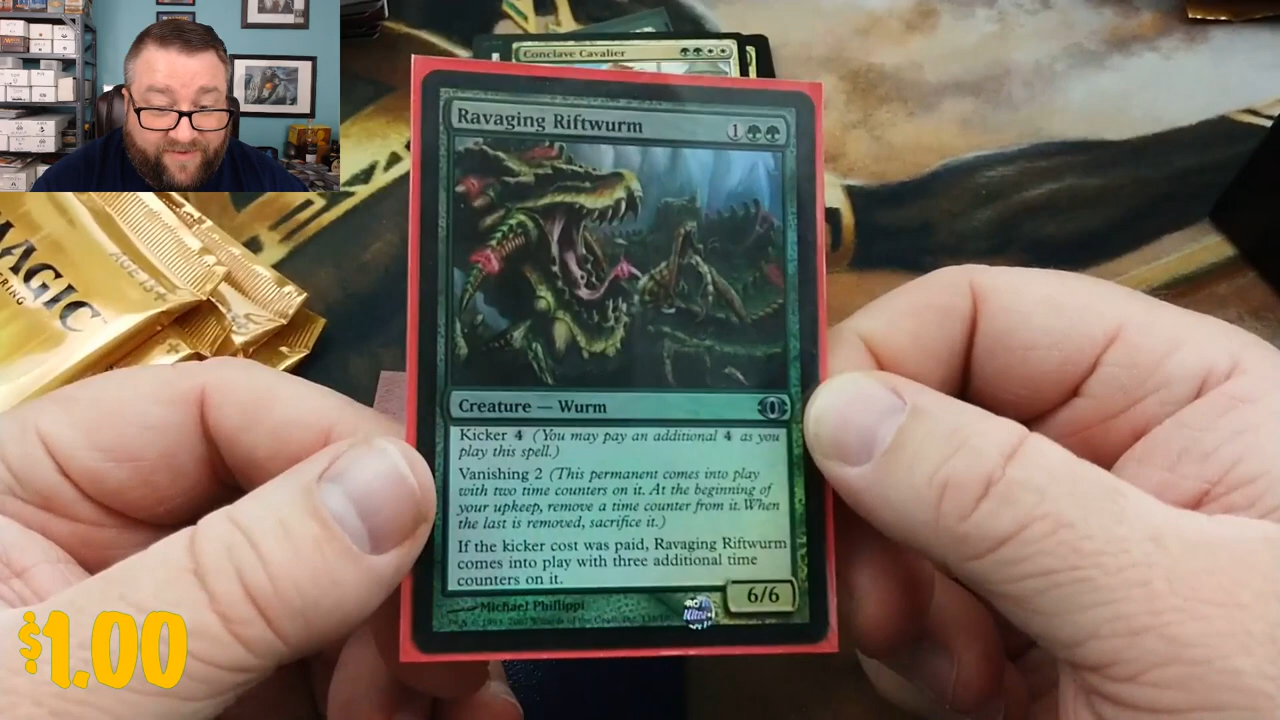 Conclave Cavalier
Ravaging Riftwurm 1
MAGIC
AGES 13+
Creature — Wurm
Kicker 4 (You may pay an additional 4 as you
play this spell.)
Vanishing 2 (This permanent comes into play
with two time counters on it. At the beginning of
your upkeep, remove a time counter from it. When
the last is removed, sacrifice it.)
If the kicker cost was paid, Ravaging Riftwurm
comes into play with three additional time
counters on it.
6/6
Michael Phillippi
Ultra
$1.00